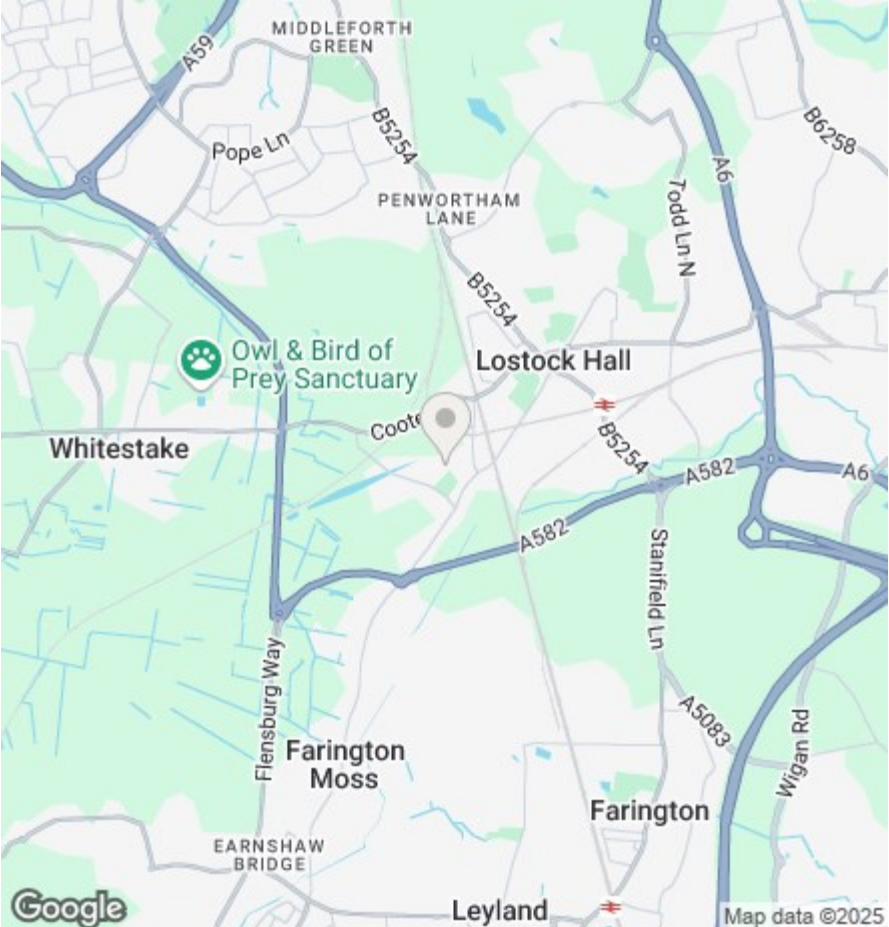 MIDDLEFORTH
GREEN
A59
B5254
B6258
Pope Ln
A6
PENWORTHAM
LANE
Todd Ln N
B5254
Owl & Bird of
Prey Sanctuary
Lostock Hall
Coote
Whitestake
B5254
A582
A6
A582
Stanifield Ln
Flensburg Way
A5083
Wigan Rd
Farington
Moss
Farington
EARNSHAW
BRIDGE
Leyland
Google
Map data ©2025